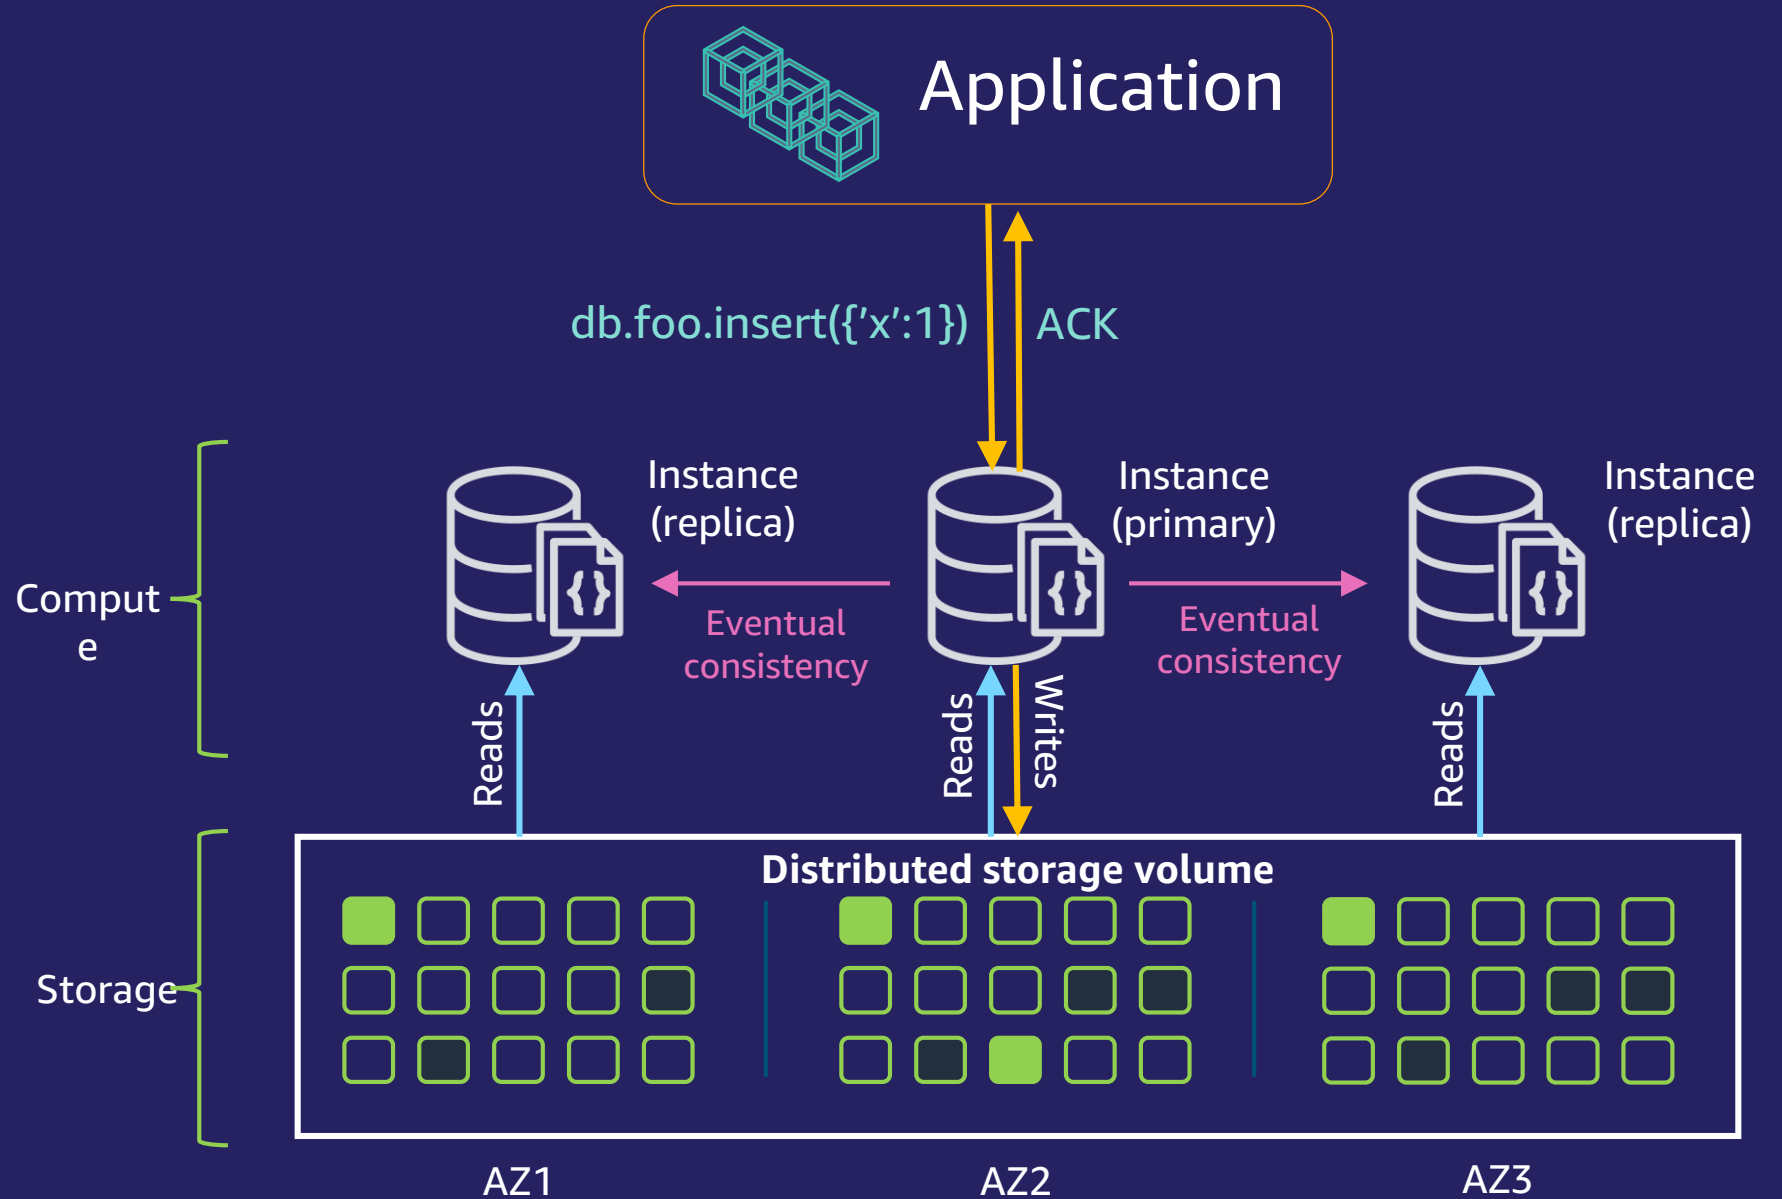 Application
db.foo.insert({’x’:1})
ACK
Instance
(replica)
Instance
(primary)
Instance
(replica)
{}
{}
{}
Comput
e
Eventual
consistency
Eventual
consistency
Reads
Reads
Writes
Reads
Distributed storage volume
Storage
AZ1
AZ2
AZ3